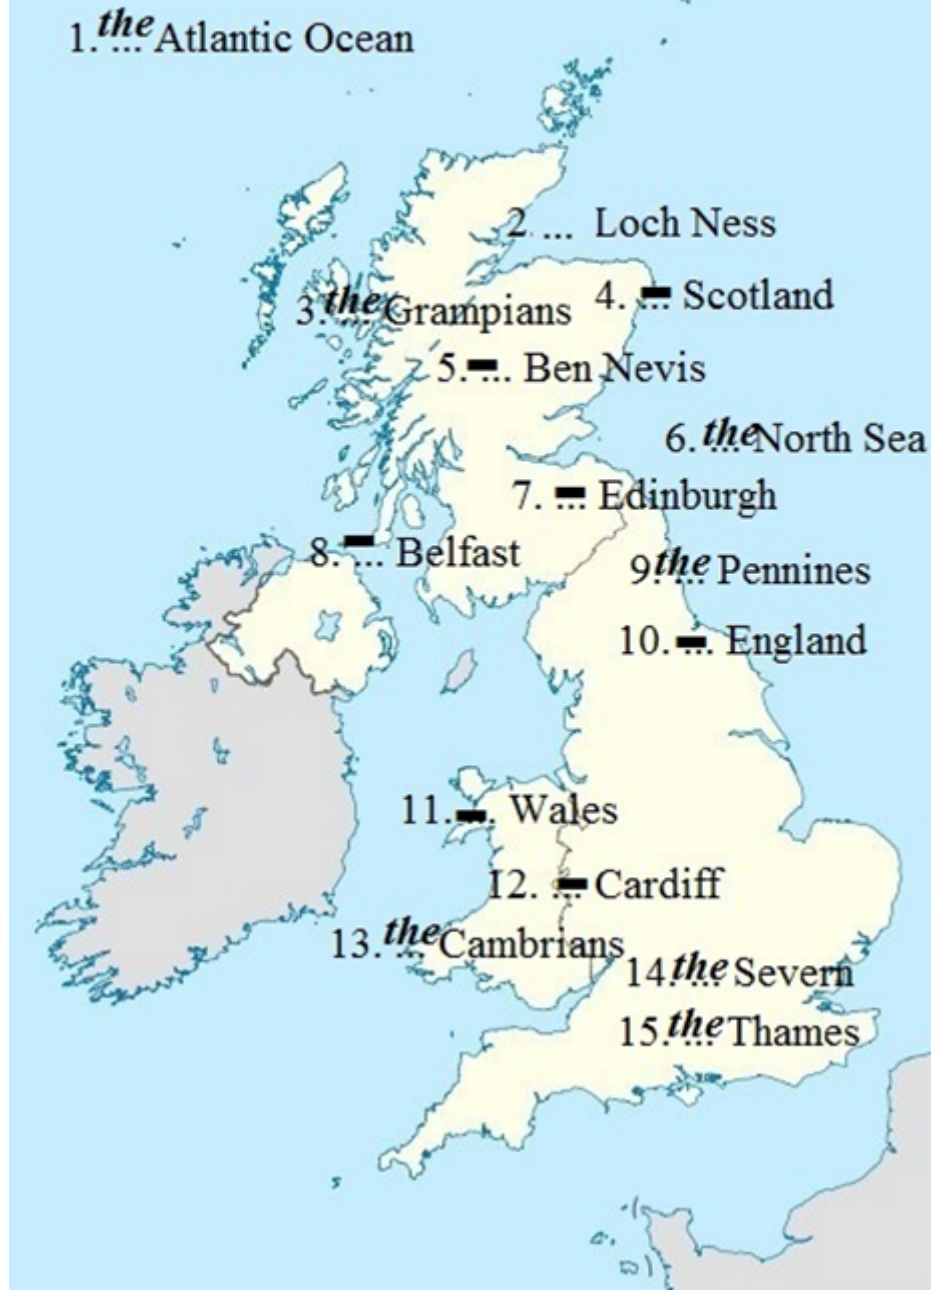 1. the ... Atlantic Ocean
2. ... Loch Ness
3. the ... Grampians
4. – ... Scotland
5. – ... Ben Nevis
6. the ... North Sea
7. – ... Edinburgh
8. – ... Belfast
9. the ... Pennines
10. – ... England
11. – ... Wales
12. – ... Cardiff
13. the ... Cambrians
14. the ... Severn
15. the ... Thames